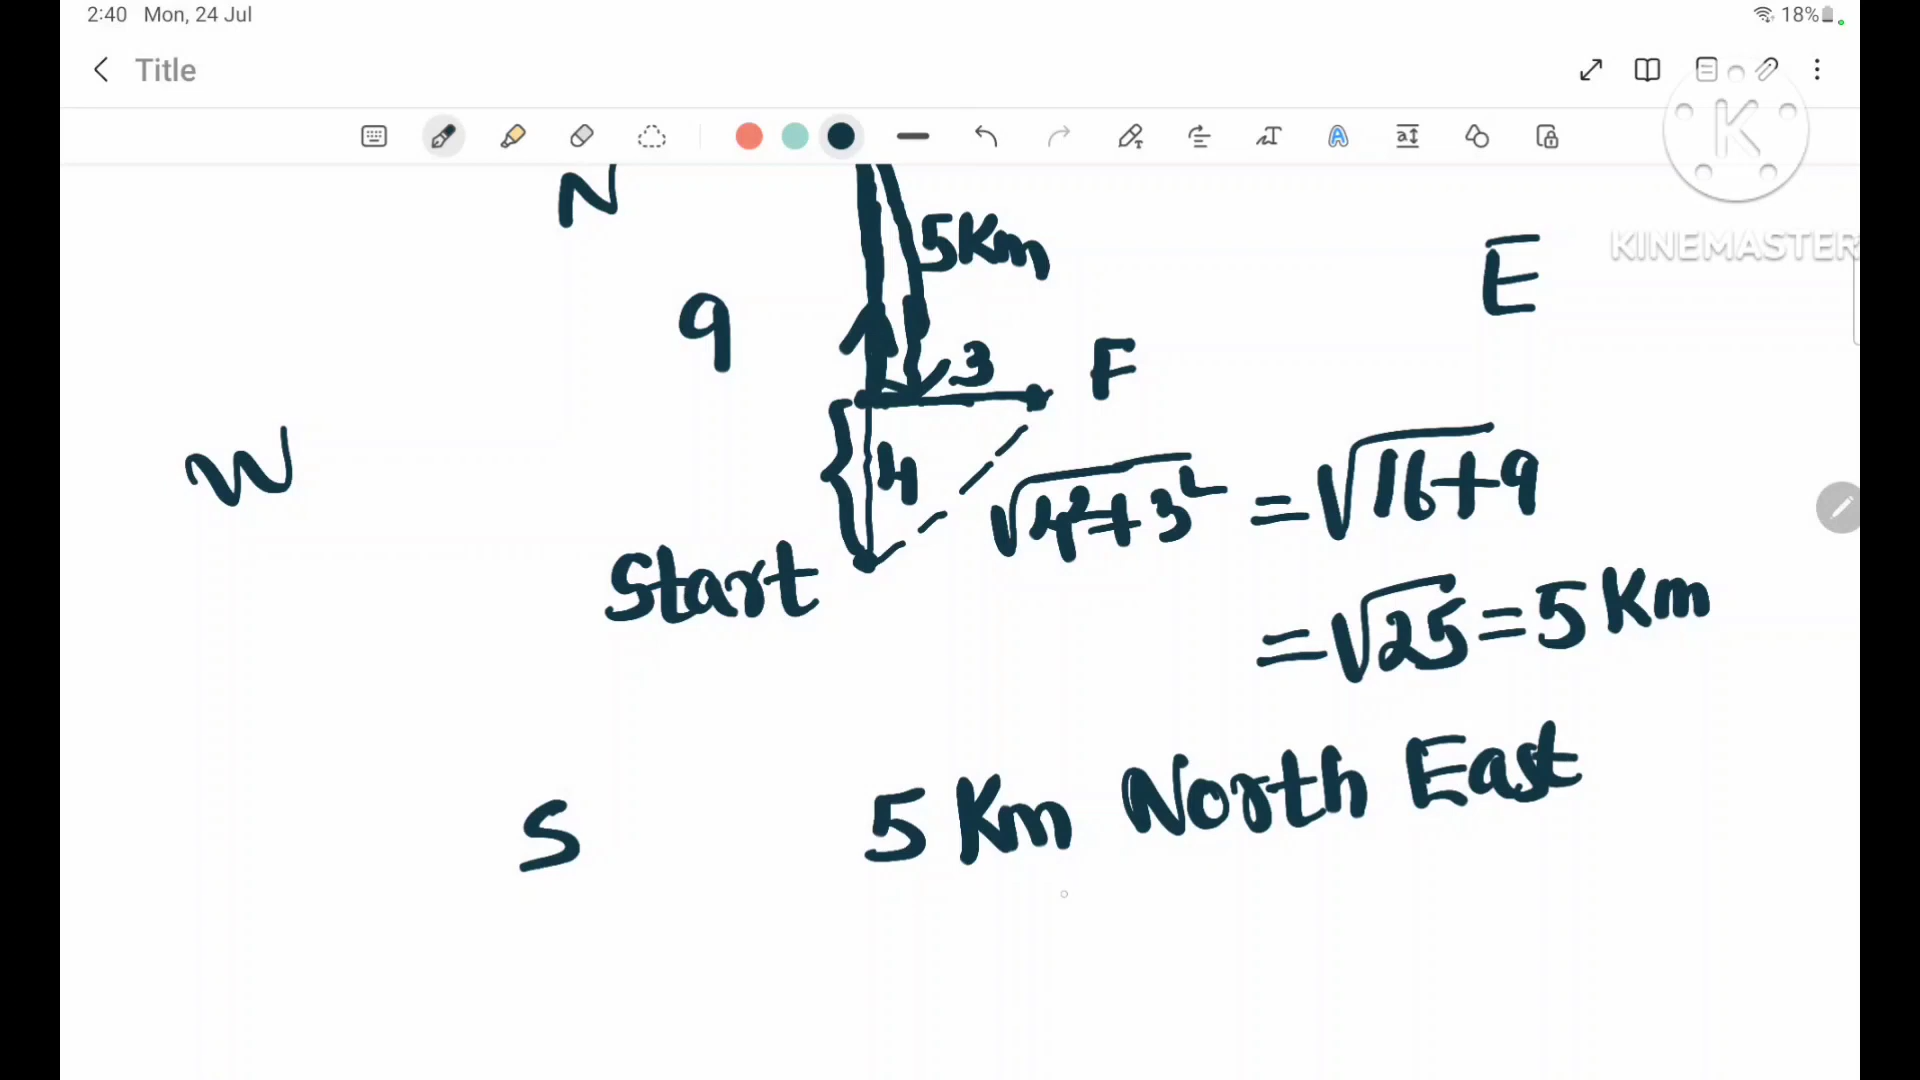 2:40 Mon, 24 Jul
18%
Title
K
KINEMASTER
N
5Km
E
9
3
F
W
4
√4²+3² = √16+9
Start
= √25 = 5 Km
5 Km North East
S